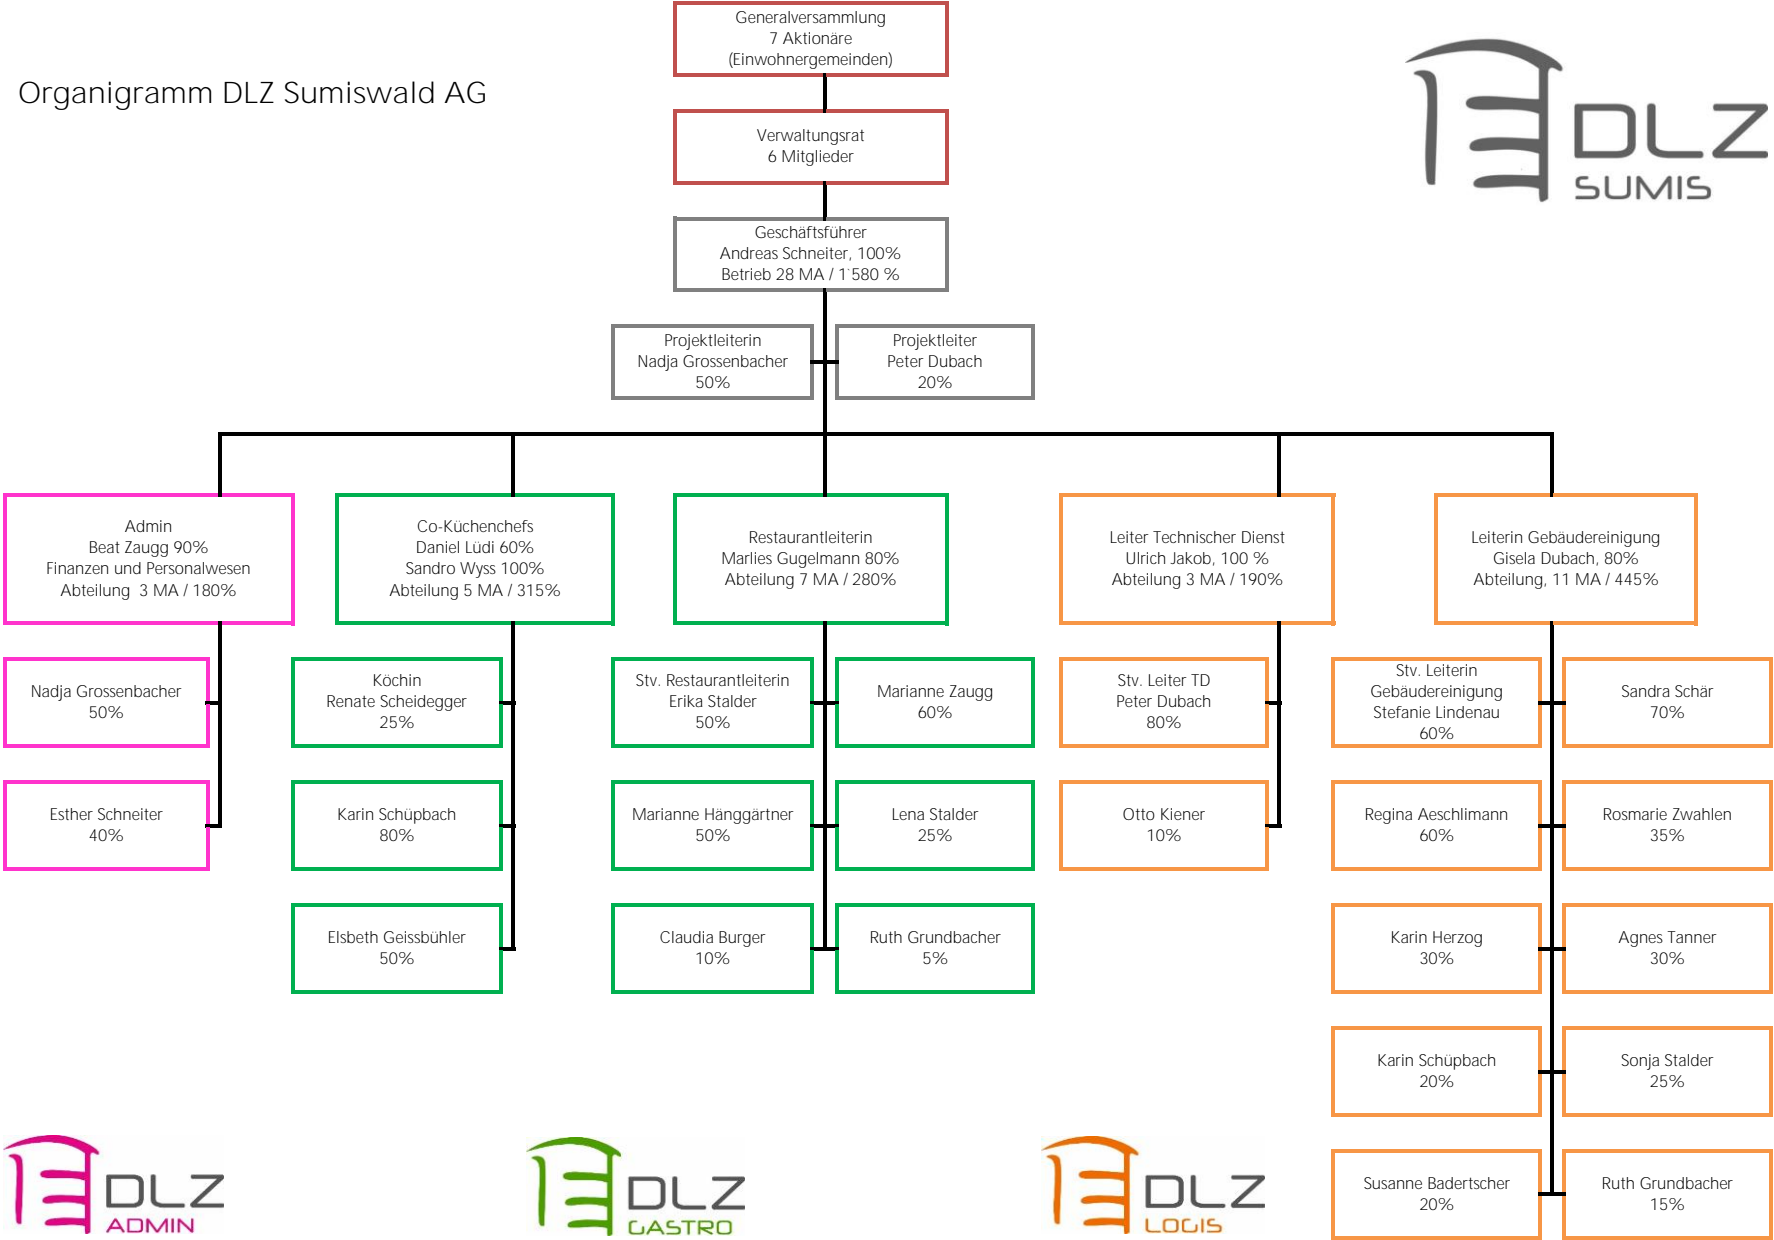 Generalversammlung
7 Aktionäre
(Einwohnergemeinden)
Organigramm DLZ Sumiswald AG
DLZ
SUMIS
Verwaltungsrat
6 Mitglieder
Geschäftsführer
Andreas Schneiter, 100%
Betrieb 28 MA / 1`580 %
Projektleiterin
Nadja Grossenbacher
50%
Projektleiter
Peter Dubach
20%
Admin
Beat Zaugg 90%
Finanzen und Personalwesen
Abteilung  3 MA / 180%
Co-Küchenchefs
Daniel Lüdi 60%
Sandro Wyss 100%
Abteilung 5 MA / 315%
Restaurantleiterin
Marlies Gugelmann 80%
Abteilung 7 MA / 280%
Leiter Technischer Dienst
Ulrich Jakob, 100 %
Abteilung 3 MA / 190%
Leiterin Gebäudereinigung
Gisela Dubach, 80%
Abteilung, 11 MA / 445%
Nadja Grossenbacher
50%
Köchin
Renate Scheidegger
25%
Stv. Restaurantleiterin
Erika Stalder
50%
Marianne Zaugg
60%
Stv. Leiter TD
Peter Dubach
80%
Stv. Leiterin
Gebäudereinigung
Stefanie Lindenau
60%
Sandra Schär
70%
Esther Schneiter
40%
Karin Schüpbach
80%
Marianne Hänggärtner
50%
Lena Stalder
25%
Otto Kiener
10%
Regina Aeschlimann
60%
Rosmarie Zwahlen
35%
Elsbeth Geissbühler
50%
Claudia Burger
10%
Ruth Grundbacher
5%
Karin Herzog
30%
Agnes Tanner
30%
Karin Schüpbach
20%
Sonja Stalder
25%
Susanne Badertscher
20%
Ruth Grundbacher
15%
DLZ
ADMIN
DLZ
GASTRO
DLZ
LOGIS